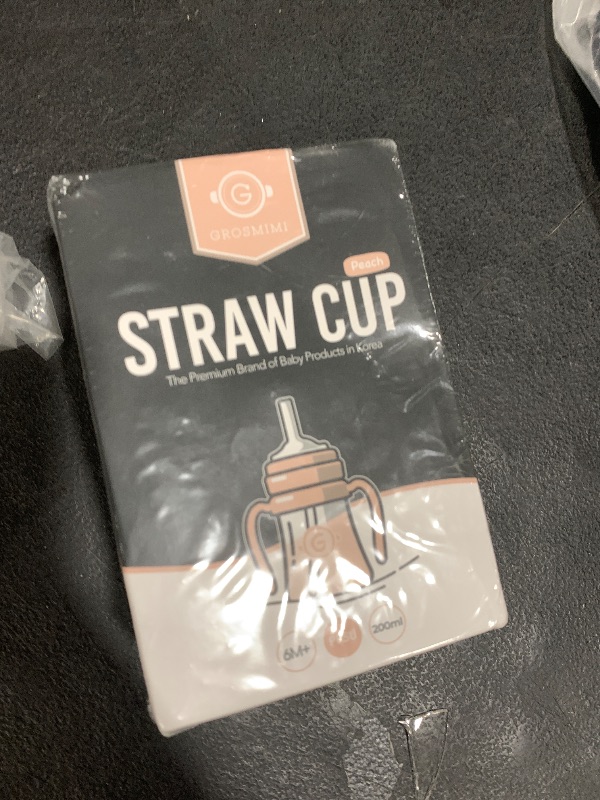 G
GROSMIMI
Peach
STRAW CUP
The Premium Brand of Baby Products in Korea
G
6M+
200ml